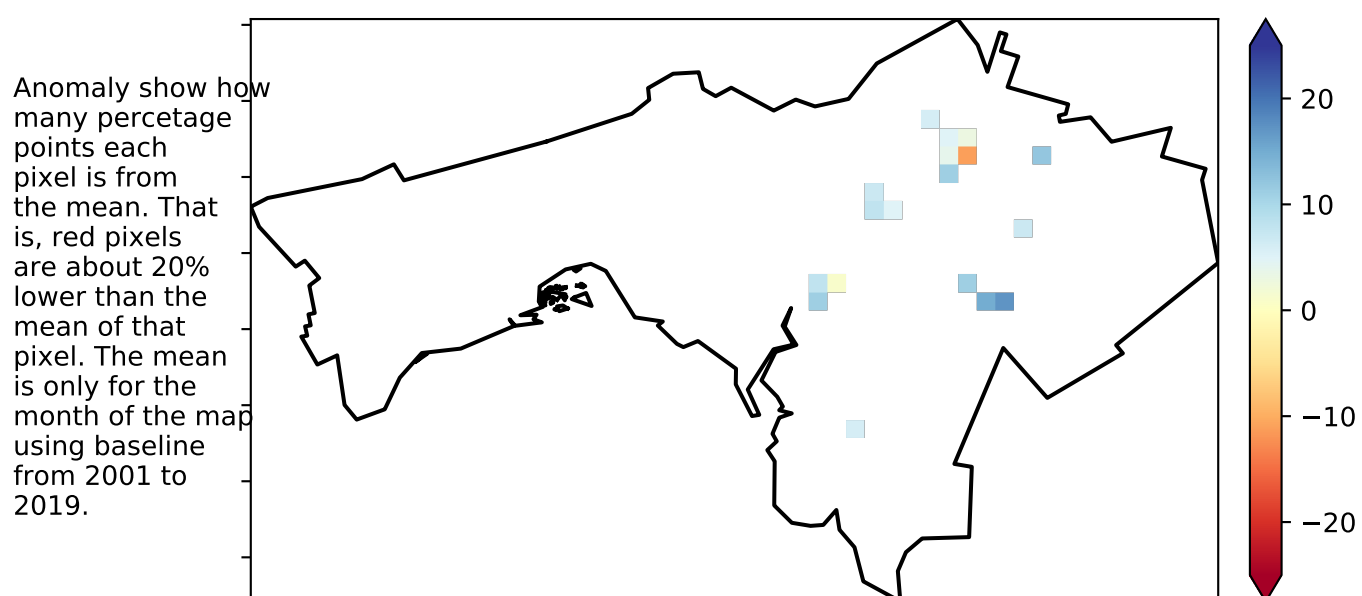 Anomaly show how
many percetage
points each
pixel is from
the mean. That
is, red pixels
are about 20%
lower than the
mean of that
pixel. The mean
is only for the
month of the map
using baseline
from 2001 to
2019.
20
10
0
−10
−20